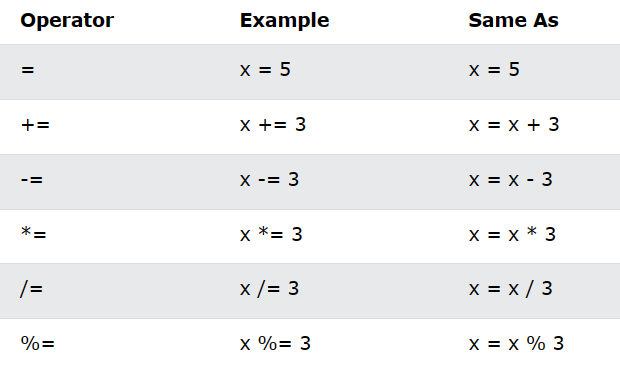 Operator Example Same As
= x = 5 x = 5
+= x += 3 x = x + 3
-= x -= 3 x = x - 3
*= x *= 3 x = x * 3
/= x /= 3 x = x / 3
%= x %= 3 x = x % 3